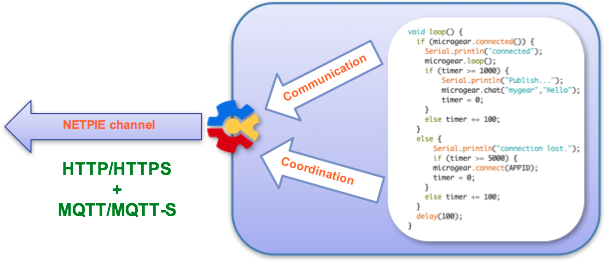 NETPIE channel
HTTP/HTTPS
+
MQTT/MQTT-S
Communication
Coordination
void loop() {
if (microgear.connected()) {
Serial.println("connected");
microgear.loop();
if (timer >= 1000) {
Serial.println("Publish...");
microgear.chat("mygear","Hello");
timer = 0;
}
else timer += 100;
}
else {
Serial.println("connection lost.");
if (timer >= 5000) {
microgear.connect(APPID);
timer = 0;
}
else timer += 100;
}
delay(100);
}